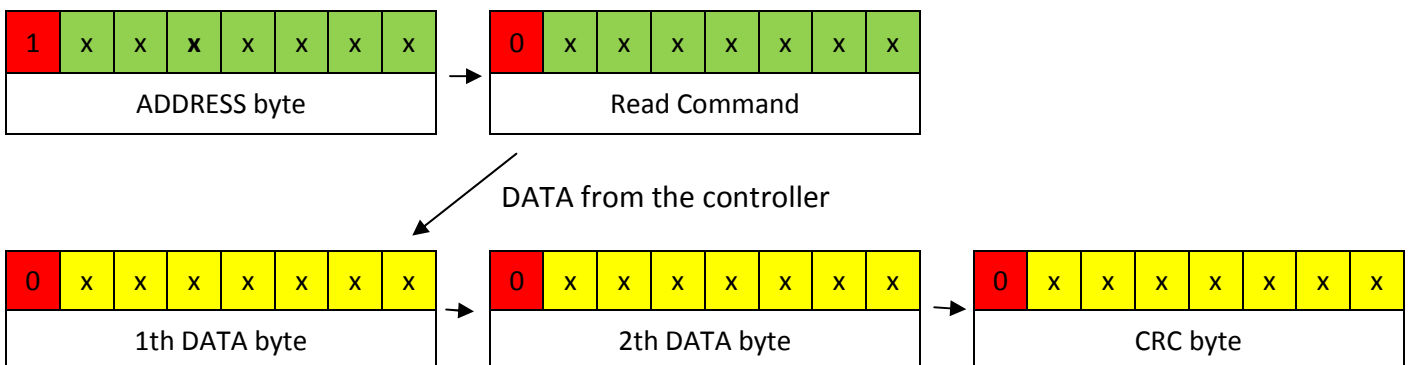 1 x x x x x x x 0 x x x x x x x
ADDRESS byte Read Command
DATA from the controller
0 x x x x x x x 0 x x x x x x x 0 x x x x x x x
1th DATA byte 2th DATA byte CRC byte